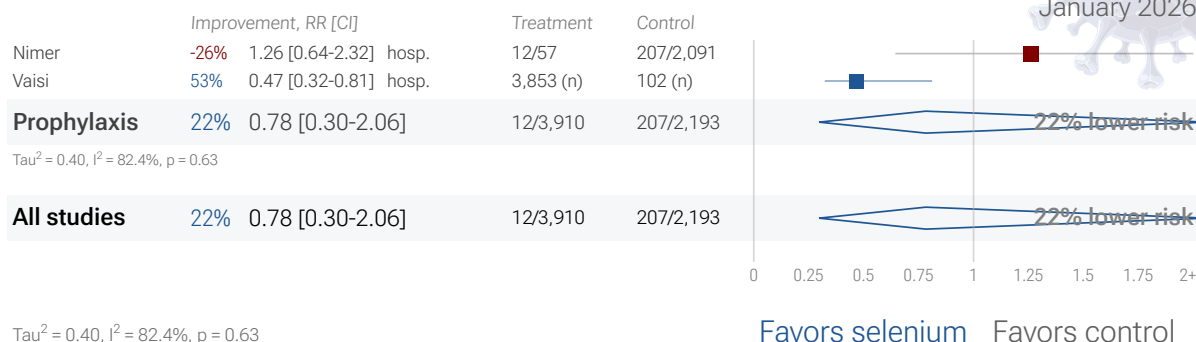 January 2026
Improvement, RR [CI] Treatment Control
Nimer -26% 1.26 [0.64-2.32] hosp. 12/57 207/2,091
Vaisi 53% 0.47 [0.32-0.81] hosp. 3,853 (n) 102 (n)
Prophylaxis 22% 0.78 [0.30-2.06] 12/3,910 207/2,193 22% lower risk
Tau² = 0.40, I² = 82.4%, p = 0.63
All studies 22% 0.78 [0.30-2.06] 12/3,910 207/2,193 22% lower risk
0 0.25 0.5 0.75 1 1.25 1.5 1.75 2+
Tau² = 0.40, I² = 82.4%, p = 0.63 Favors selenium Favors control